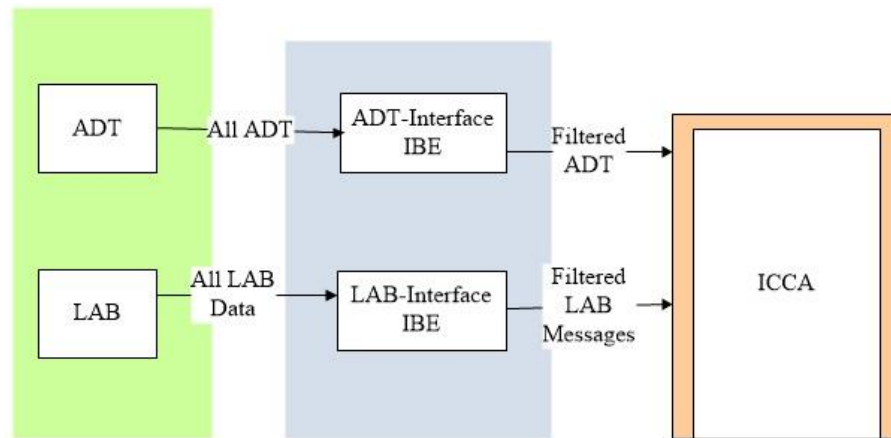 ADT
All ADT
ADT-Interface
IBE
Filtered
ADT
LAB
All LAB
Data
LAB-Interface
IBE
Filtered
LAB
Messages
ICCA